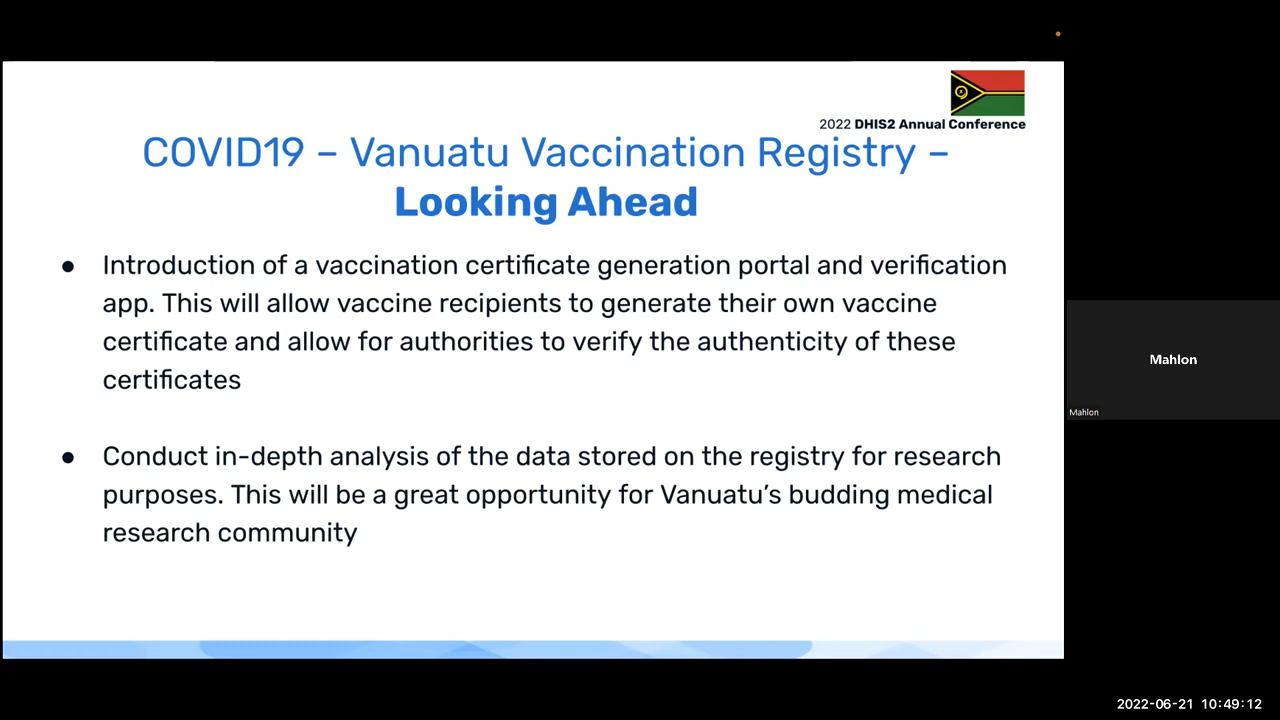 2022 DHIS2 Annual Conference
COVID19 – Vanuatu Vaccination Registry –
Looking Ahead
● Introduction of a vaccination certificate generation portal and verification
app. This will allow vaccine recipients to generate their own vaccine
certificate and allow for authorities to verify the authenticity of these
certificates
● Conduct in-depth analysis of the data stored on the registry for research
purposes. This will be a great opportunity for Vanuatu’s budding medical
research community
Mahlon
Mahlon
2022-06-21 10:49:12